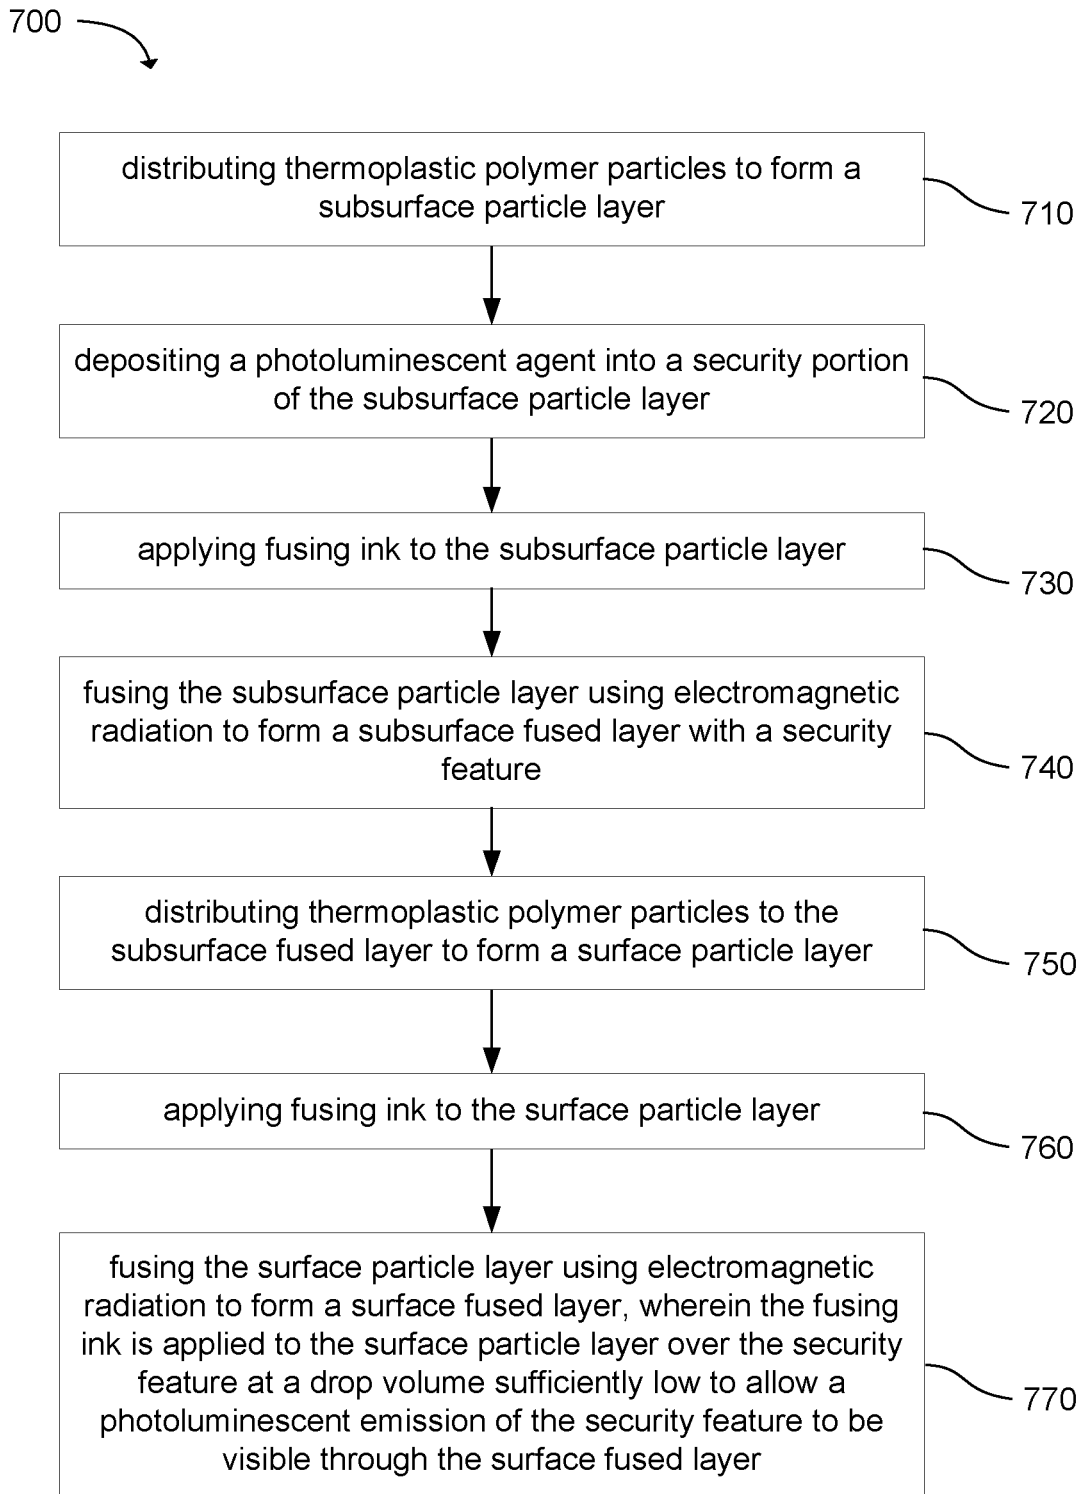 700
distributing thermoplastic polymer particles to form a
subsurface particle layer
710
depositing a photoluminescent agent into a security portion
of the subsurface particle layer
720
applying fusing ink to the subsurface particle layer
730
fusing the subsurface particle layer using electromagnetic
radiation to form a subsurface fused layer with a security
feature
740
distributing thermoplastic polymer particles to the
subsurface fused layer to form a surface particle layer
750
applying fusing ink to the surface particle layer
760
fusing the surface particle layer using electromagnetic
radiation to form a surface fused layer, wherein the fusing
ink is applied to the surface particle layer over the security
feature at a drop volume sufficiently low to allow a
photoluminescent emission of the security feature to be
visible through the surface fused layer
770